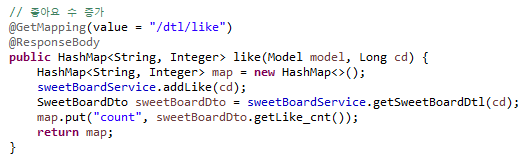 // 좋아요 수 증가
@GetMapping(value = "/dtl/like")
@ResponseBody
public HashMap<String, Integer> like(Model model, Long cd) {
    HashMap<String, Integer> map = new HashMap<>();
    sweetBoardService.addLike(cd);
    SweetBoardDto sweetBoardDto = sweetBoardService.getSweetBoardDtl(cd);
    map.put("count", sweetBoardDto.getLike_cnt());
    return map;
}